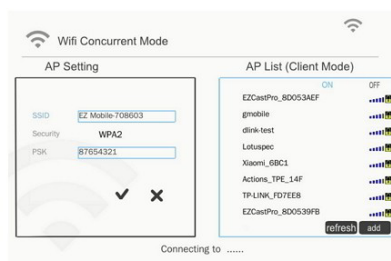 Wifi Concurrent Mode
AP Setting
SSID EZ Mobile-708603
Security WPA2
PSK 87654321
AP List (Client Mode)
ON OFF
EZCastPro_8D053AEF
gmobile
dlink-test
Lotuspec
Xiaomi_6BC1
Actions_TPE_14F
TP-LINK_FD7EE8
EZCastPro_8D0539FB
refresh add
Connecting to ......